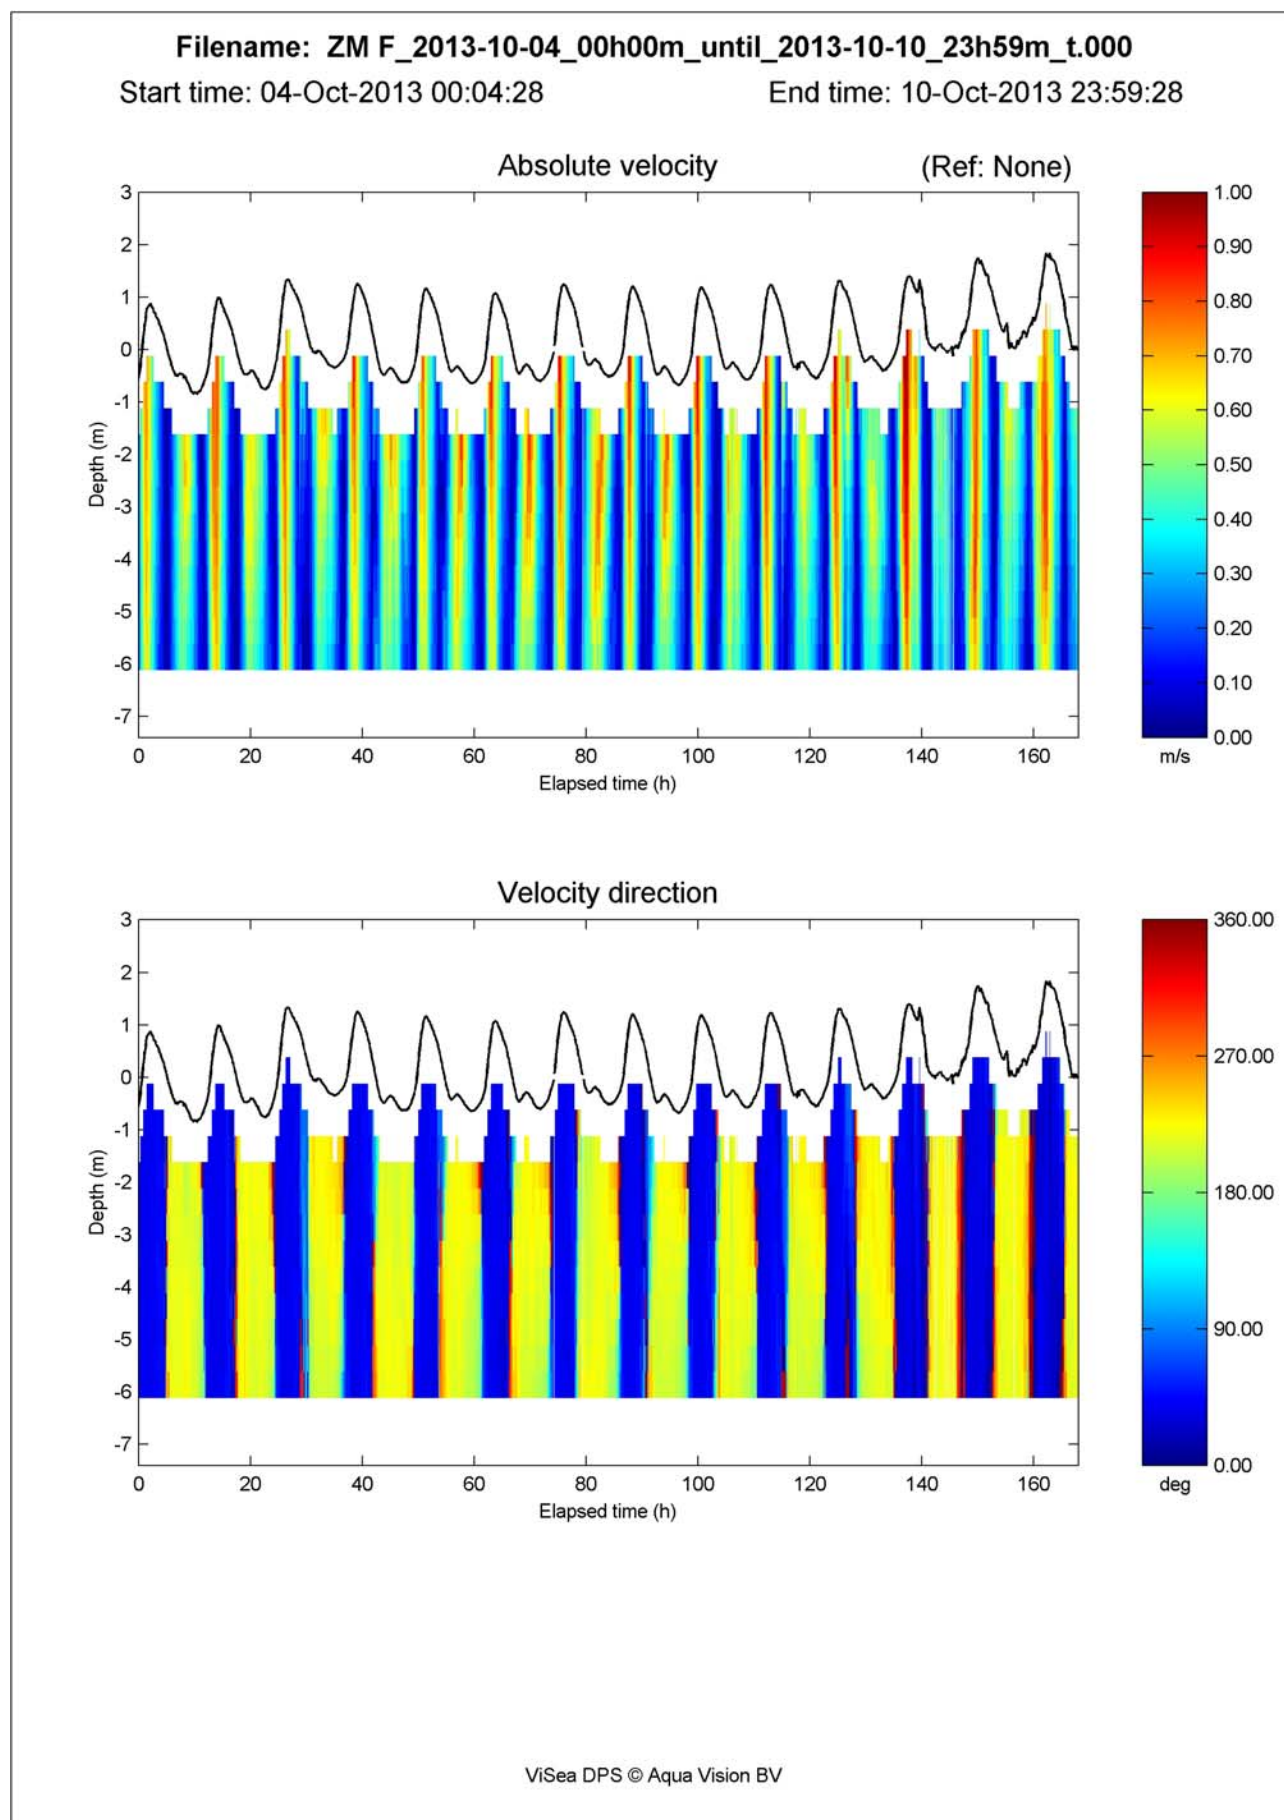 Filename: ZM F_2013-10-04_00h00m_until_2013-10-10_23h59m_t.000
Start time: 04-Oct-2013 00:04:28 End time: 10-Oct-2013 23:59:28
Absolute velocity (Ref: None)
3
2
1
0
-1
-2
-3
-4
-5
-6
-7
Depth (m)
0 20 40 60 80 100 120 140 160
Elapsed time (h)
1.00
0.90
0.80
0.70
0.60
0.50
0.40
0.30
0.20
0.10
0.00
m/s
Velocity direction
3
2
1
0
-1
-2
-3
-4
-5
-6
-7
Depth (m)
0 20 40 60 80 100 120 140 160
Elapsed time (h)
360.00
270.00
180.00
90.00
0.00
deg
ViSea DPS © Aqua Vision BV